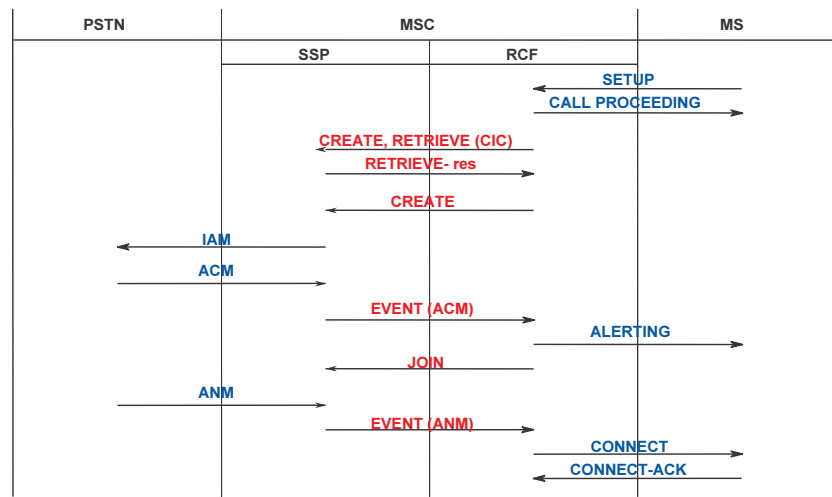 PSTN MSC MS
SSP RCF
SETUP
CALL PROCEEDING
CREATE, RETRIEVE (CIC)
RETRIEVE- res
CREATE
IAM
ACM
EVENT (ACM)
ALERTING
JOIN
ANM
EVENT (ANM)
CONNECT
CONNECT-ACK